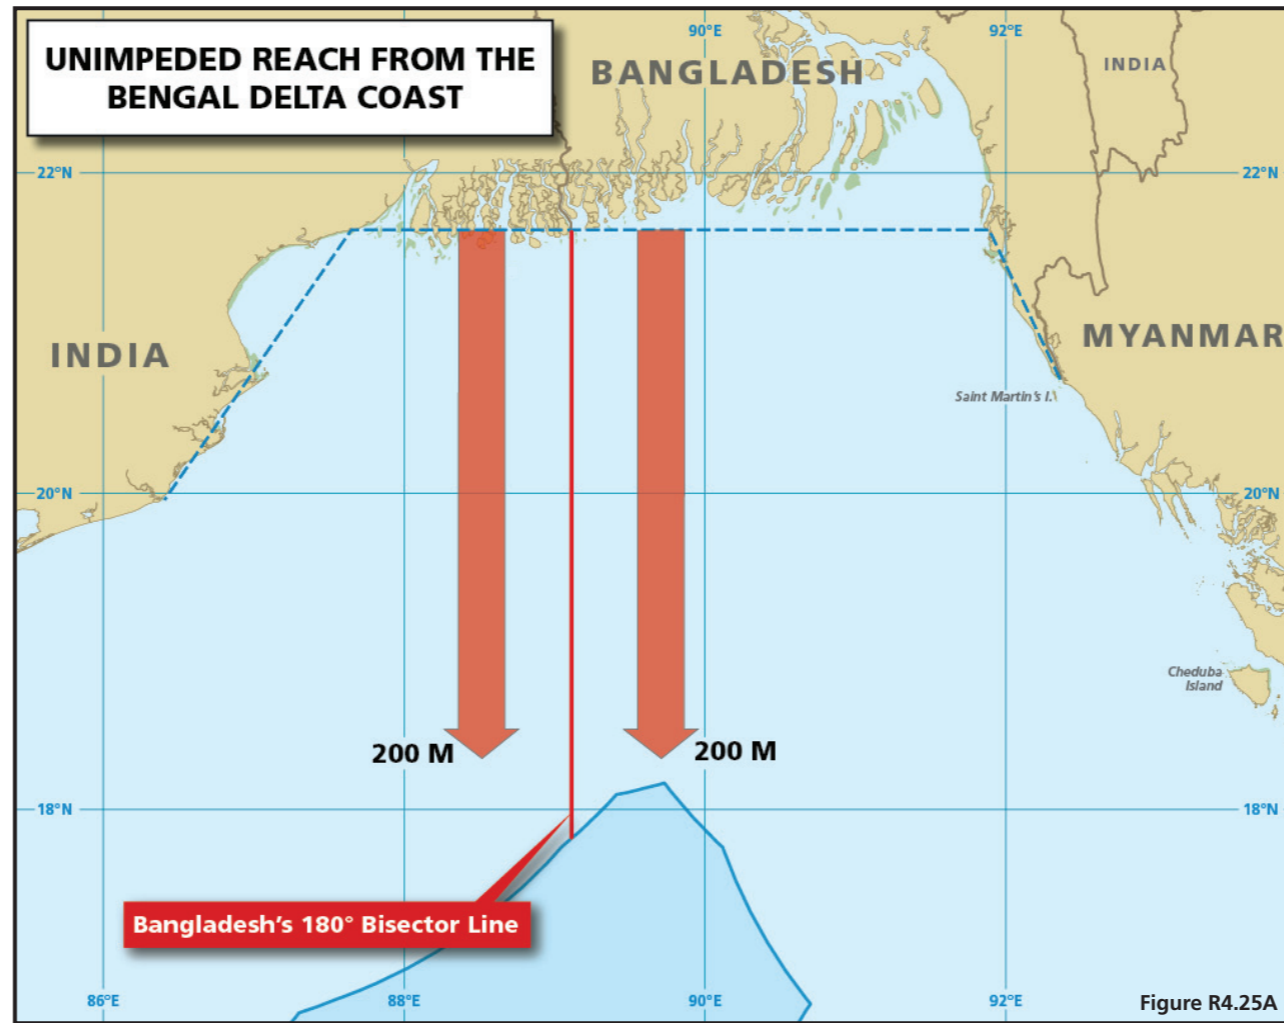 UNIMPEDED REACH FROM THE
BENGAL DELTA COAST
90°E
92°E
BANGLADESH
INDIA
22°N
22°N
INDIA
MYANMAR
Saint Martin's I.
20°N
20°N
Cheduba
Island
200 M
200 M
18°N
18°N
Bangladesh's 180° Bisector Line
86°E
88°E
90°E
92°E
Figure R4.25A